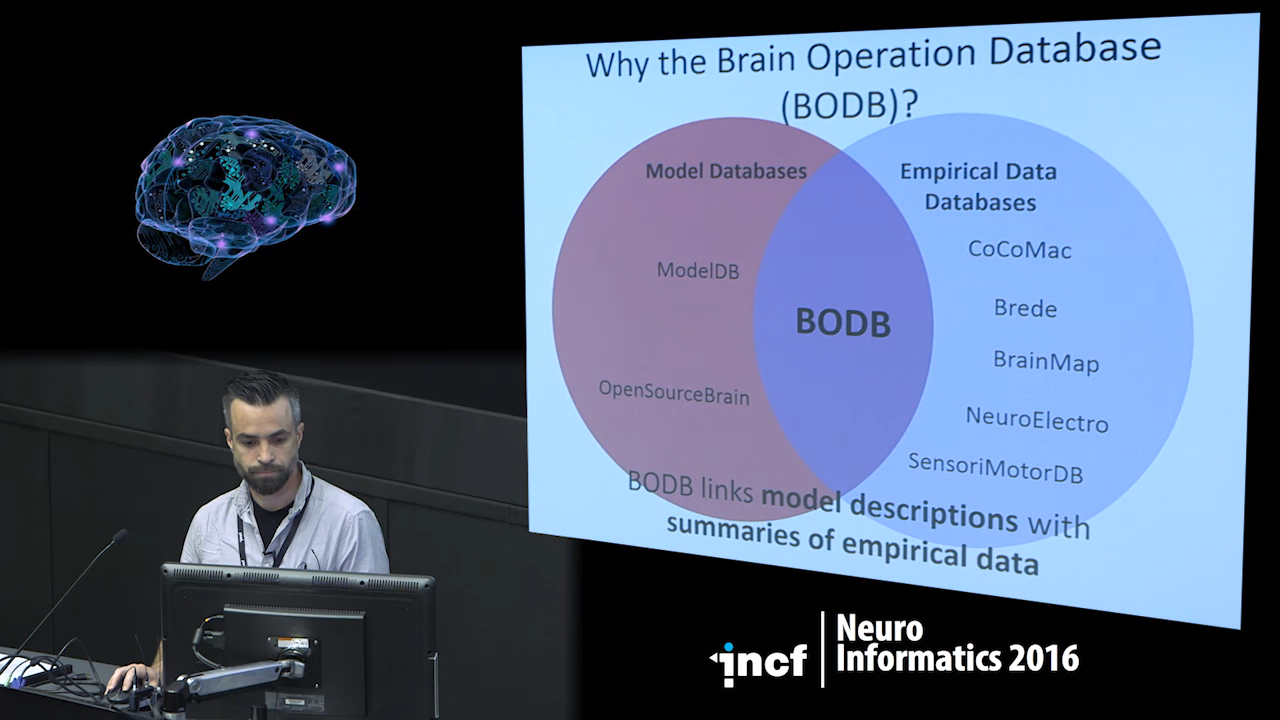 Why the Brain Operation Database
(BODB)?
Model Databases
ModelDB
OpenSourceBrain
BODB
Empirical Data
Databases
CoCoMac
Brede
BrainMap
NeuroElectro
SensoriMotorDB
BODB links model descriptions with
summaries of empirical data
incf
Neuro
Informatics 2016